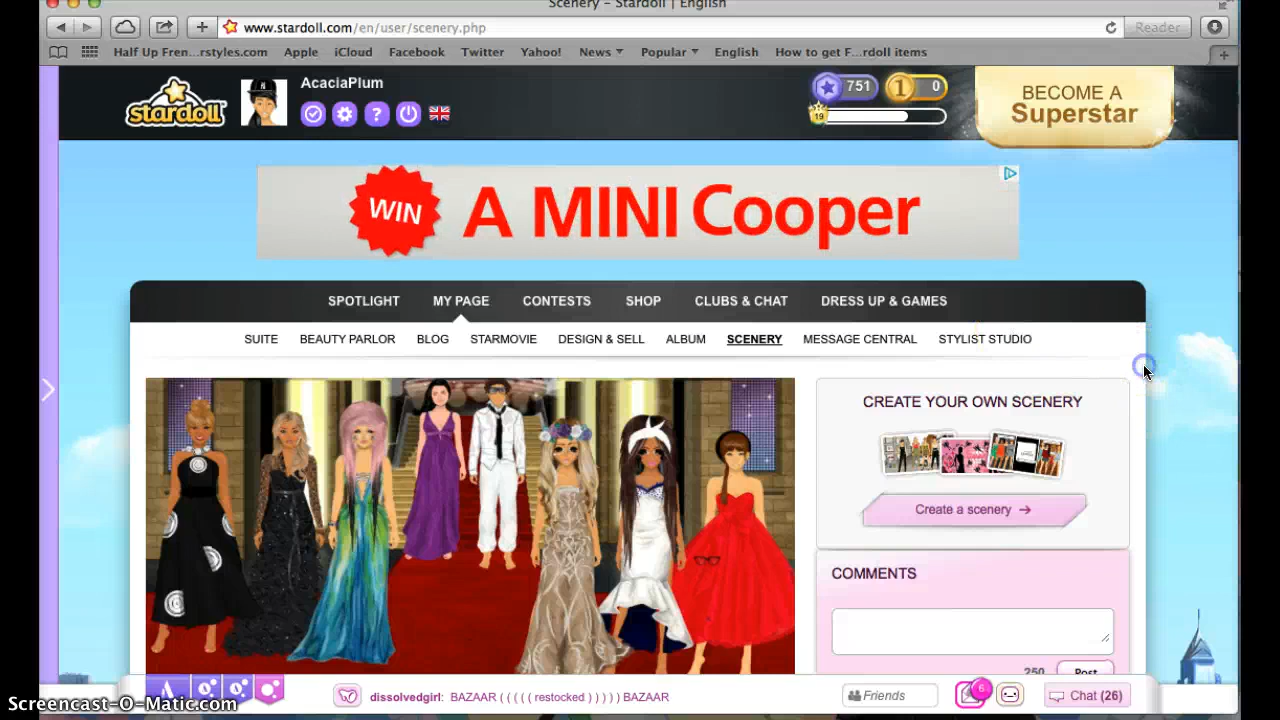 Scenery – Stardoll | English
www.stardoll.com/en/user/scenery.php
Reader
Half Up Fren...rstyles.com Apple iCloud Facebook Twitter Yahoo! News Popular English How to get F...rdoll items
stardoll
AcaciaPlum
?
751
1
0
19
BECOME A
Superstar
WIN
A MINI Cooper
SPOTLIGHT MY PAGE CONTESTS SHOP CLUBS & CHAT DRESS UP & GAMES
SUITE BEAUTY PARLOR BLOG STARMOVIE DESIGN & SELL ALBUM SCENERY MESSAGE CENTRAL STYLIST STUDIO
CREATE YOUR OWN SCENERY
Create a scenery →
COMMENTS
250
Post
dissolvedgirl: BAZAAR ( ( ( ( ( restocked ) ) ) ) ) BAZAAR
Friends
6
Chat (26)
Screencast-O-Matic.com